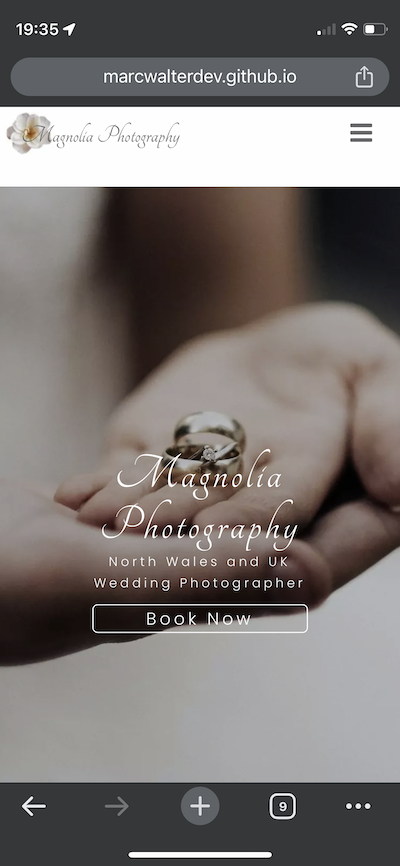 19:35
marcwalterdev.github.io
Magnolia Photography
Magnolia
Photography
North Wales and UK
Wedding Photographer
Book Now
9